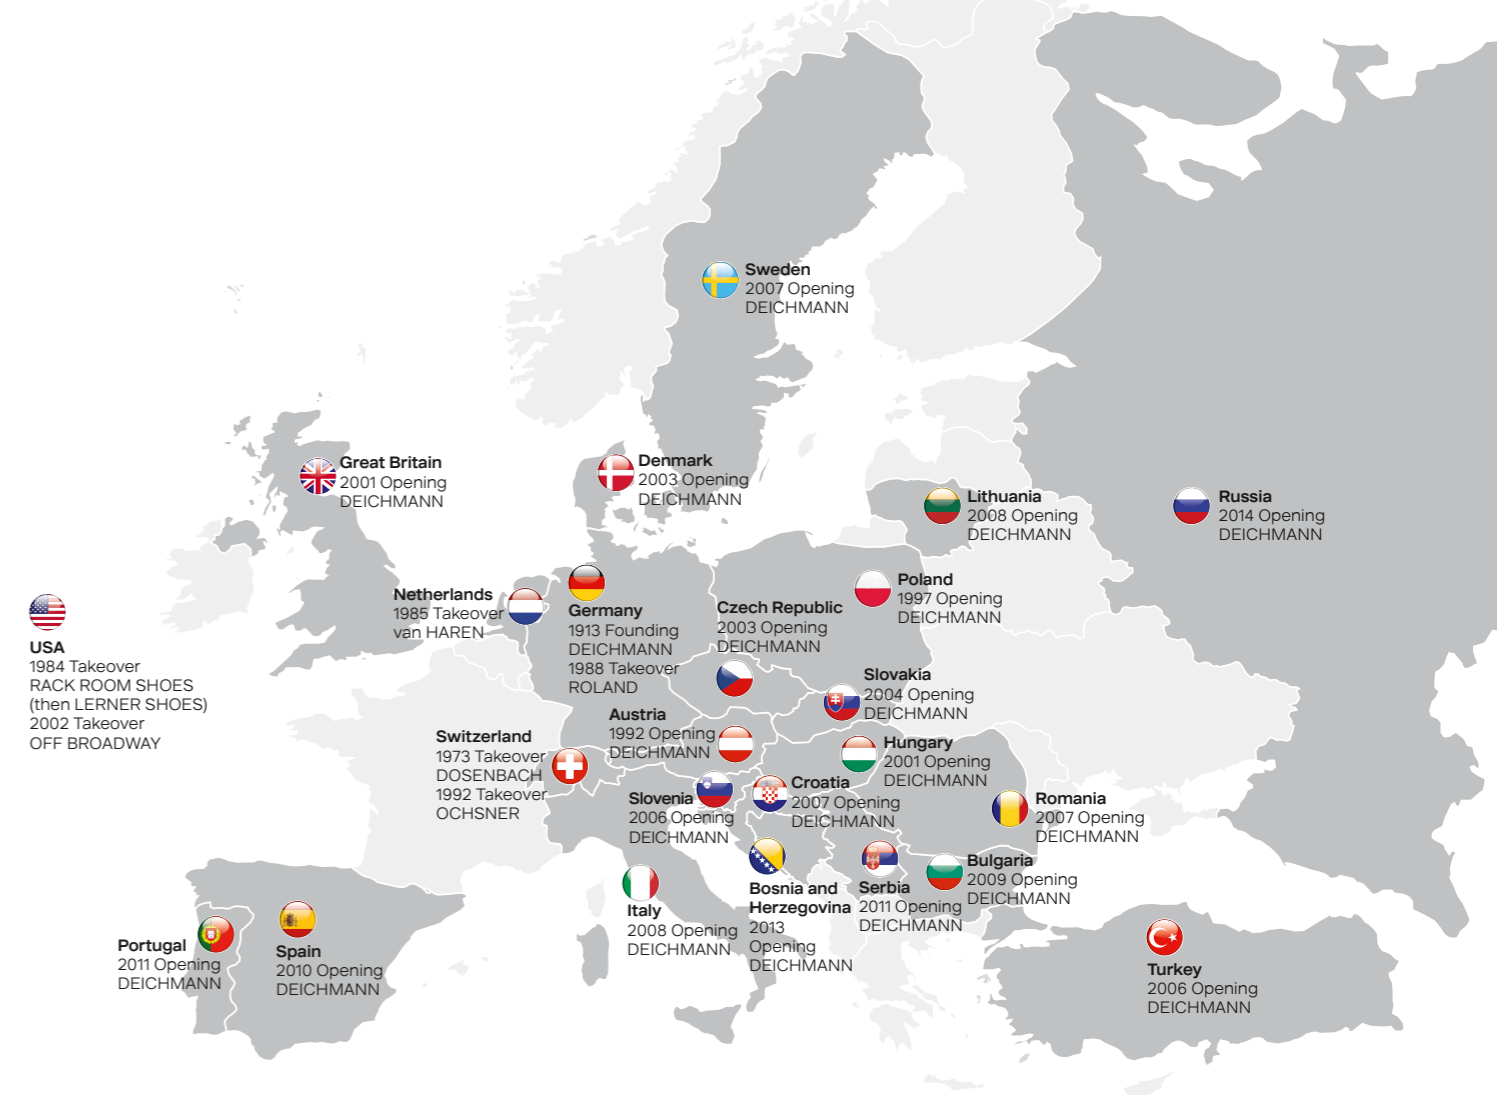 Sweden
2007 Opening
DEICHMANN
Great Britain
2001 Opening
DEICHMANN
Denmark
2003 Opening
DEICHMANN
Lithuania
2008 Opening
DEICHMANN
Russia
2014 Opening
DEICHMANN
Netherlands
1985 Takeover
van HAREN
Germany
1913 Founding
DEICHMANN
1988 Takeover
ROLAND
Czech Republic
2003 Opening
DEICHMANN
Poland
1997 Opening
DEICHMANN
USA
1984 Takeover
RACK ROOM SHOES
(then LERNER SHOES)
2002 Takeover
OFF BROADWAY
Slovakia
2004 Opening
DEICHMANN
Austria
1992 Opening
DEICHMANN
Switzerland
1973 Takeover
DOSENBACH
1992 Takeover
OCHSNER
Hungary
2001 Opening
DEICHMANN
Slovenia
2006 Opening
DEICHMANN
Croatia
2007 Opening
DEICHMANN
Romania
2007 Opening
DEICHMANN
Bulgaria
2009 Opening
DEICHMANN
Bosnia and
Herzegovina
2013
Opening
DEICHMANN
Serbia
2011 Opening
DEICHMANN
Italy
2008 Opening
DEICHMANN
Portugal
2011 Opening
DEICHMANN
Spain
2010 Opening
DEICHMANN
Turkey
2006 Opening
DEICHMANN